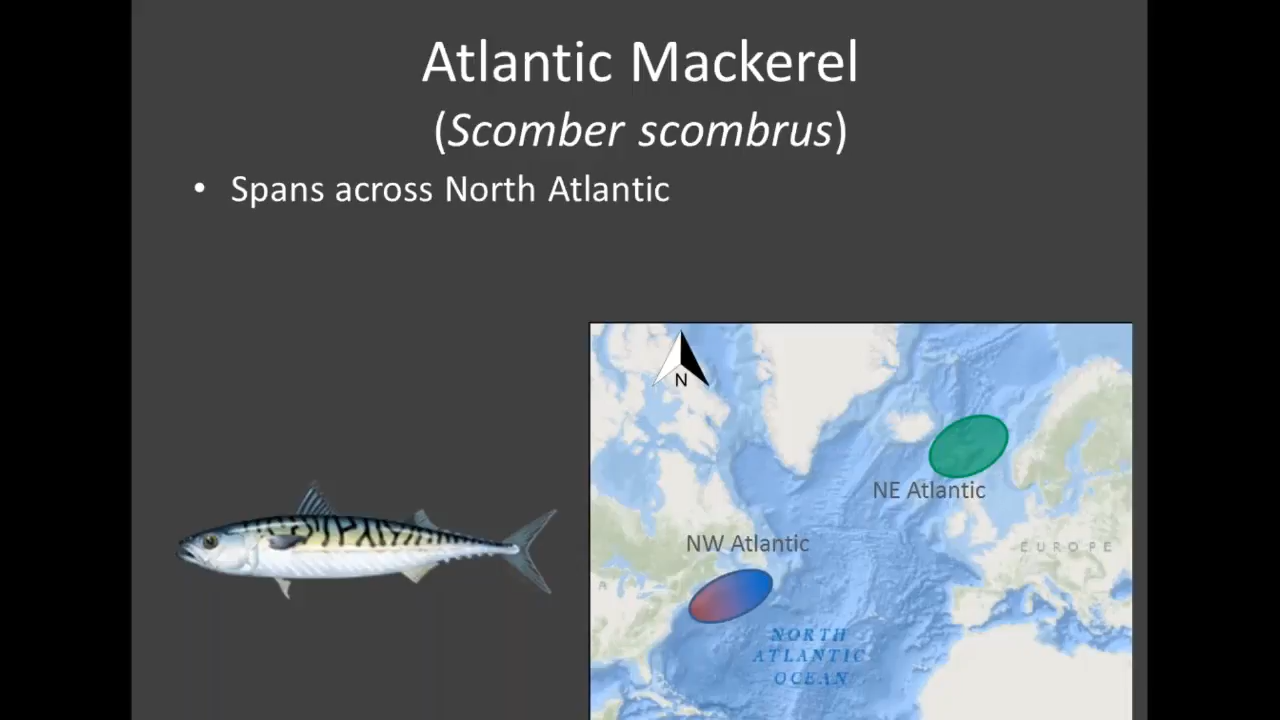 Atlantic Mackerel
(Scomber scombrus)
• Spans across North Atlantic
N
NE Atlantic
NW Atlantic
EUROPE
NORTH
ATLANTIC
OCEAN